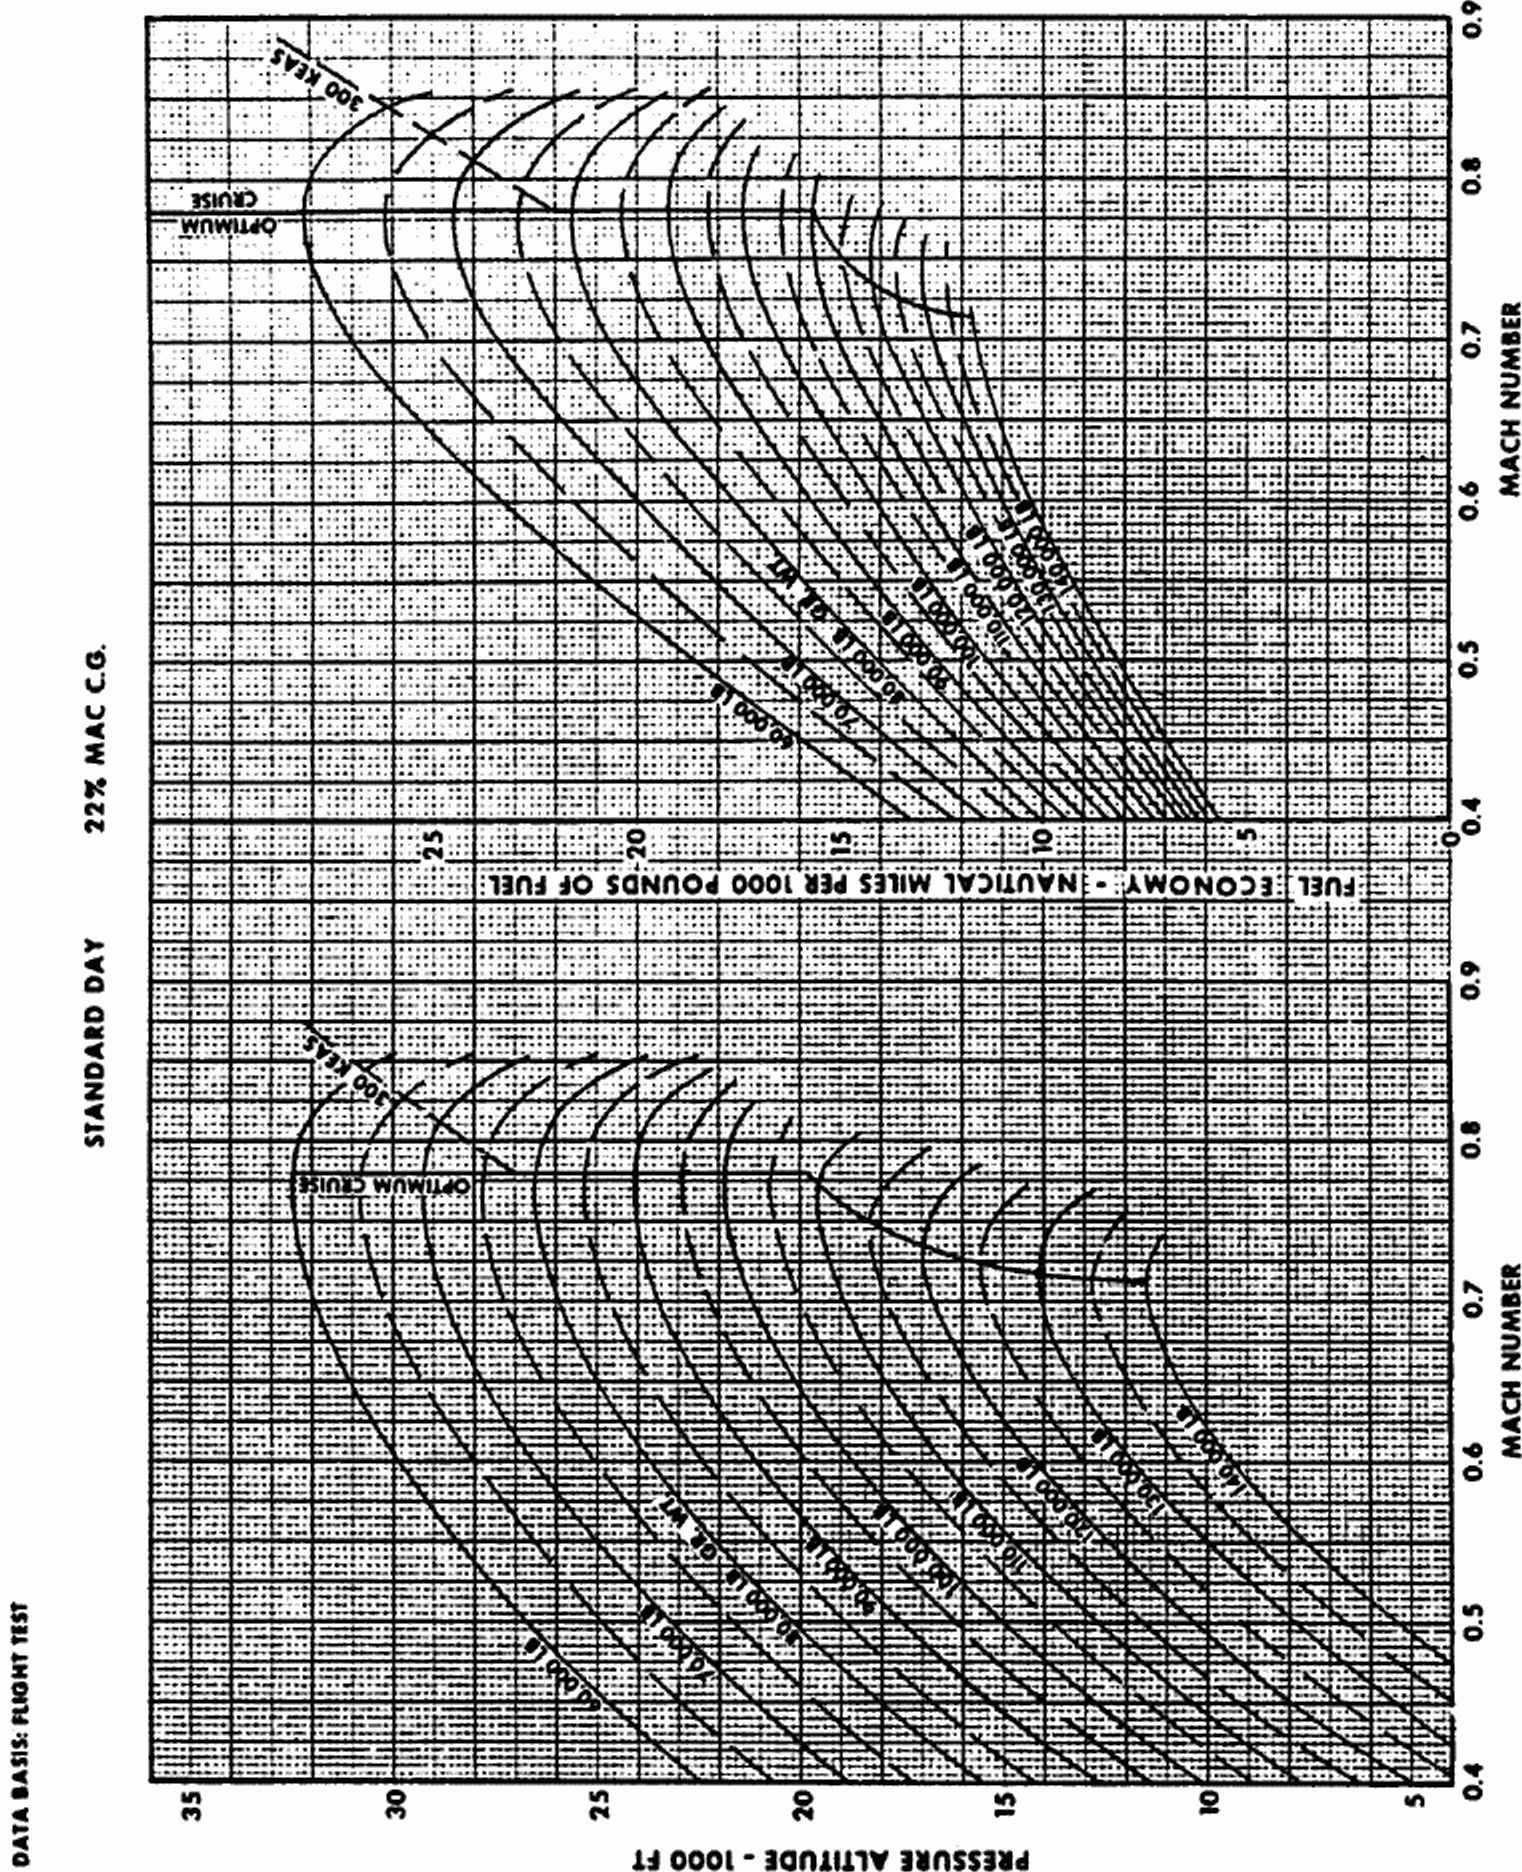 DATA BASIS: FLIGHT TEST
STANDARD DAY 22% MAC C.G.
PRESSURE ALTITUDE - 1000 FT
35
30
25
20
15
10
5
300 KEAS
OPTIMUM CRUISE
60,000 LB
70,000 LB
80,000 LB GR. WT.
90,000 LB
100,000 LB
110,000 LB
120,000 LB
130,000 LB
140,000 LB
0.4 0.5 0.6 0.7 0.8 0.9
MACH NUMBER
FUEL ECONOMY - NAUTICAL MILES PER 1000 POUNDS OF FUEL
25
20
15
10
5
0
300 KEAS
OPTIMUM
CRUISE
60,000 LB
70,000 LB
80,000 LB GR. WT.
90,000 LB
100,000 LB
110,000 LB
120,000 LB
130,000 LB
140,000 LB
0.4 0.5 0.6 0.7 0.8 0.9
MACH NUMBER